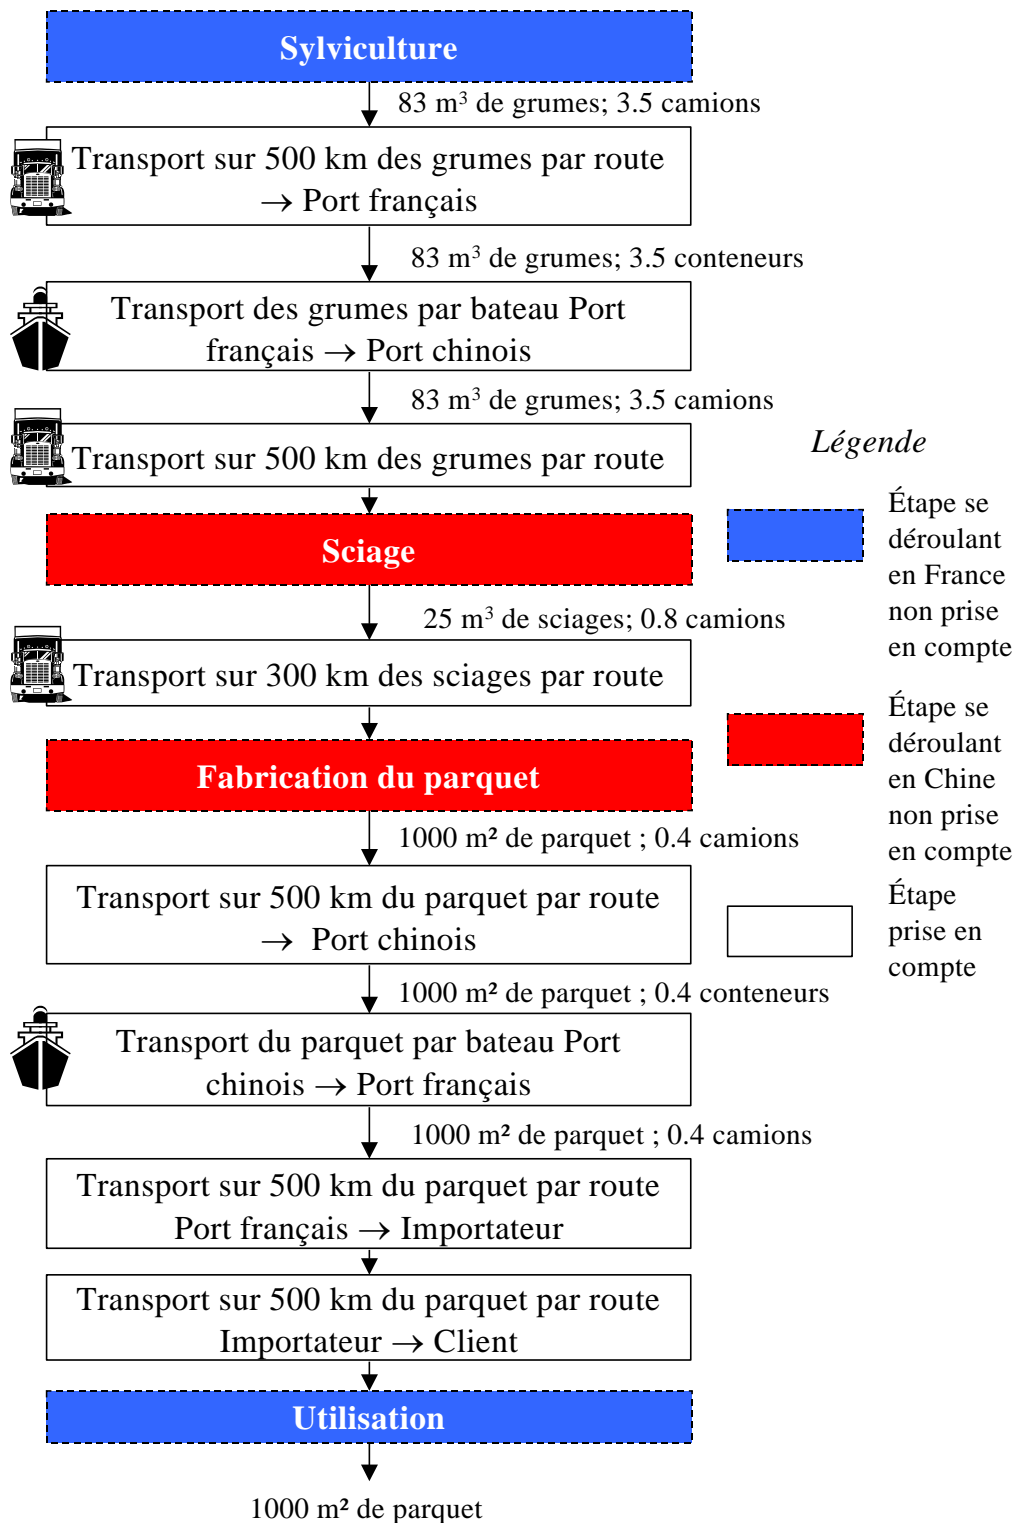 Sylviculture
83 m³ de grumes; 3.5 camions
Transport sur 500 km des grumes par route
→ Port français
83 m³ de grumes; 3.5 conteneurs
Transport des grumes par bateau Port
français → Port chinois
83 m³ de grumes; 3.5 camions
Transport sur 500 km des grumes par route
Sciage
25 m³ de sciages; 0.8 camions
Transport sur 300 km des sciages par route
Fabrication du parquet
1000 m² de parquet ; 0.4 camions
Transport sur 500 km du parquet par route
→ Port chinois
1000 m² de parquet ; 0.4 conteneurs
Transport du parquet par bateau Port
chinois → Port français
1000 m² de parquet ; 0.4 camions
Transport sur 500 km du parquet par route
Port français → Importateur
Transport sur 500 km du parquet par route
Importateur → Client
Utilisation
1000 m² de parquet
Légende
Étape se
déroulant
en France
non prise
en compte
Étape se
déroulant
en Chine
non prise
en compte
Étape
prise en
compte